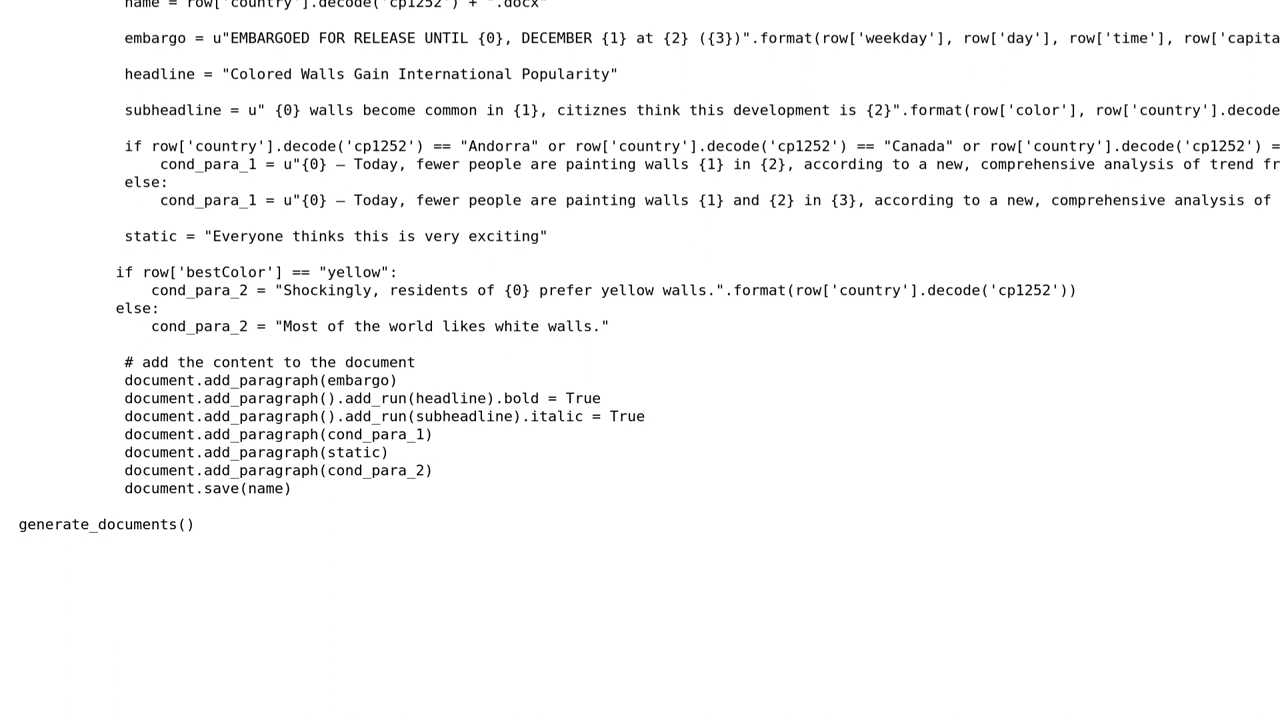 name = row['country'].decode('cp1252') + ".docx"
embargo = u"EMBARGOED FOR RELEASE UNTIL {0}, DECEMBER {1} at {2} ({3})".format(row['weekday'], row['day'], row['time'], row['capita
headline = "Colored Walls Gain International Popularity"
subheadline = u" {0} walls become common in {1}, citiznes think this development is {2}".format(row['color'], row['country'].decode
if row['country'].decode('cp1252') == "Andorra" or row['country'].decode('cp1252') == "Canada" or row['country'].decode('cp1252') =
cond_para_1 = u"{0} — Today, fewer people are painting walls {1} in {2}, according to a new, comprehensive analysis of trend fr
else:
cond_para_1 = u"{0} — Today, fewer people are painting walls {1} and {2} in {3}, according to a new, comprehensive analysis of
static = "Everyone thinks this is very exciting"
if row['bestColor'] == "yellow":
cond_para_2 = "Shockingly, residents of {0} prefer yellow walls.".format(row['country'].decode('cp1252'))
else:
cond_para_2 = "Most of the world likes white walls."
# add the content to the document
document.add_paragraph(embargo)
document.add_paragraph().add_run(headline).bold = True
document.add_paragraph().add_run(subheadline).italic = True
document.add_paragraph(cond_para_1)
document.add_paragraph(static)
document.add_paragraph(cond_para_2)
document.save(name)
generate_documents()